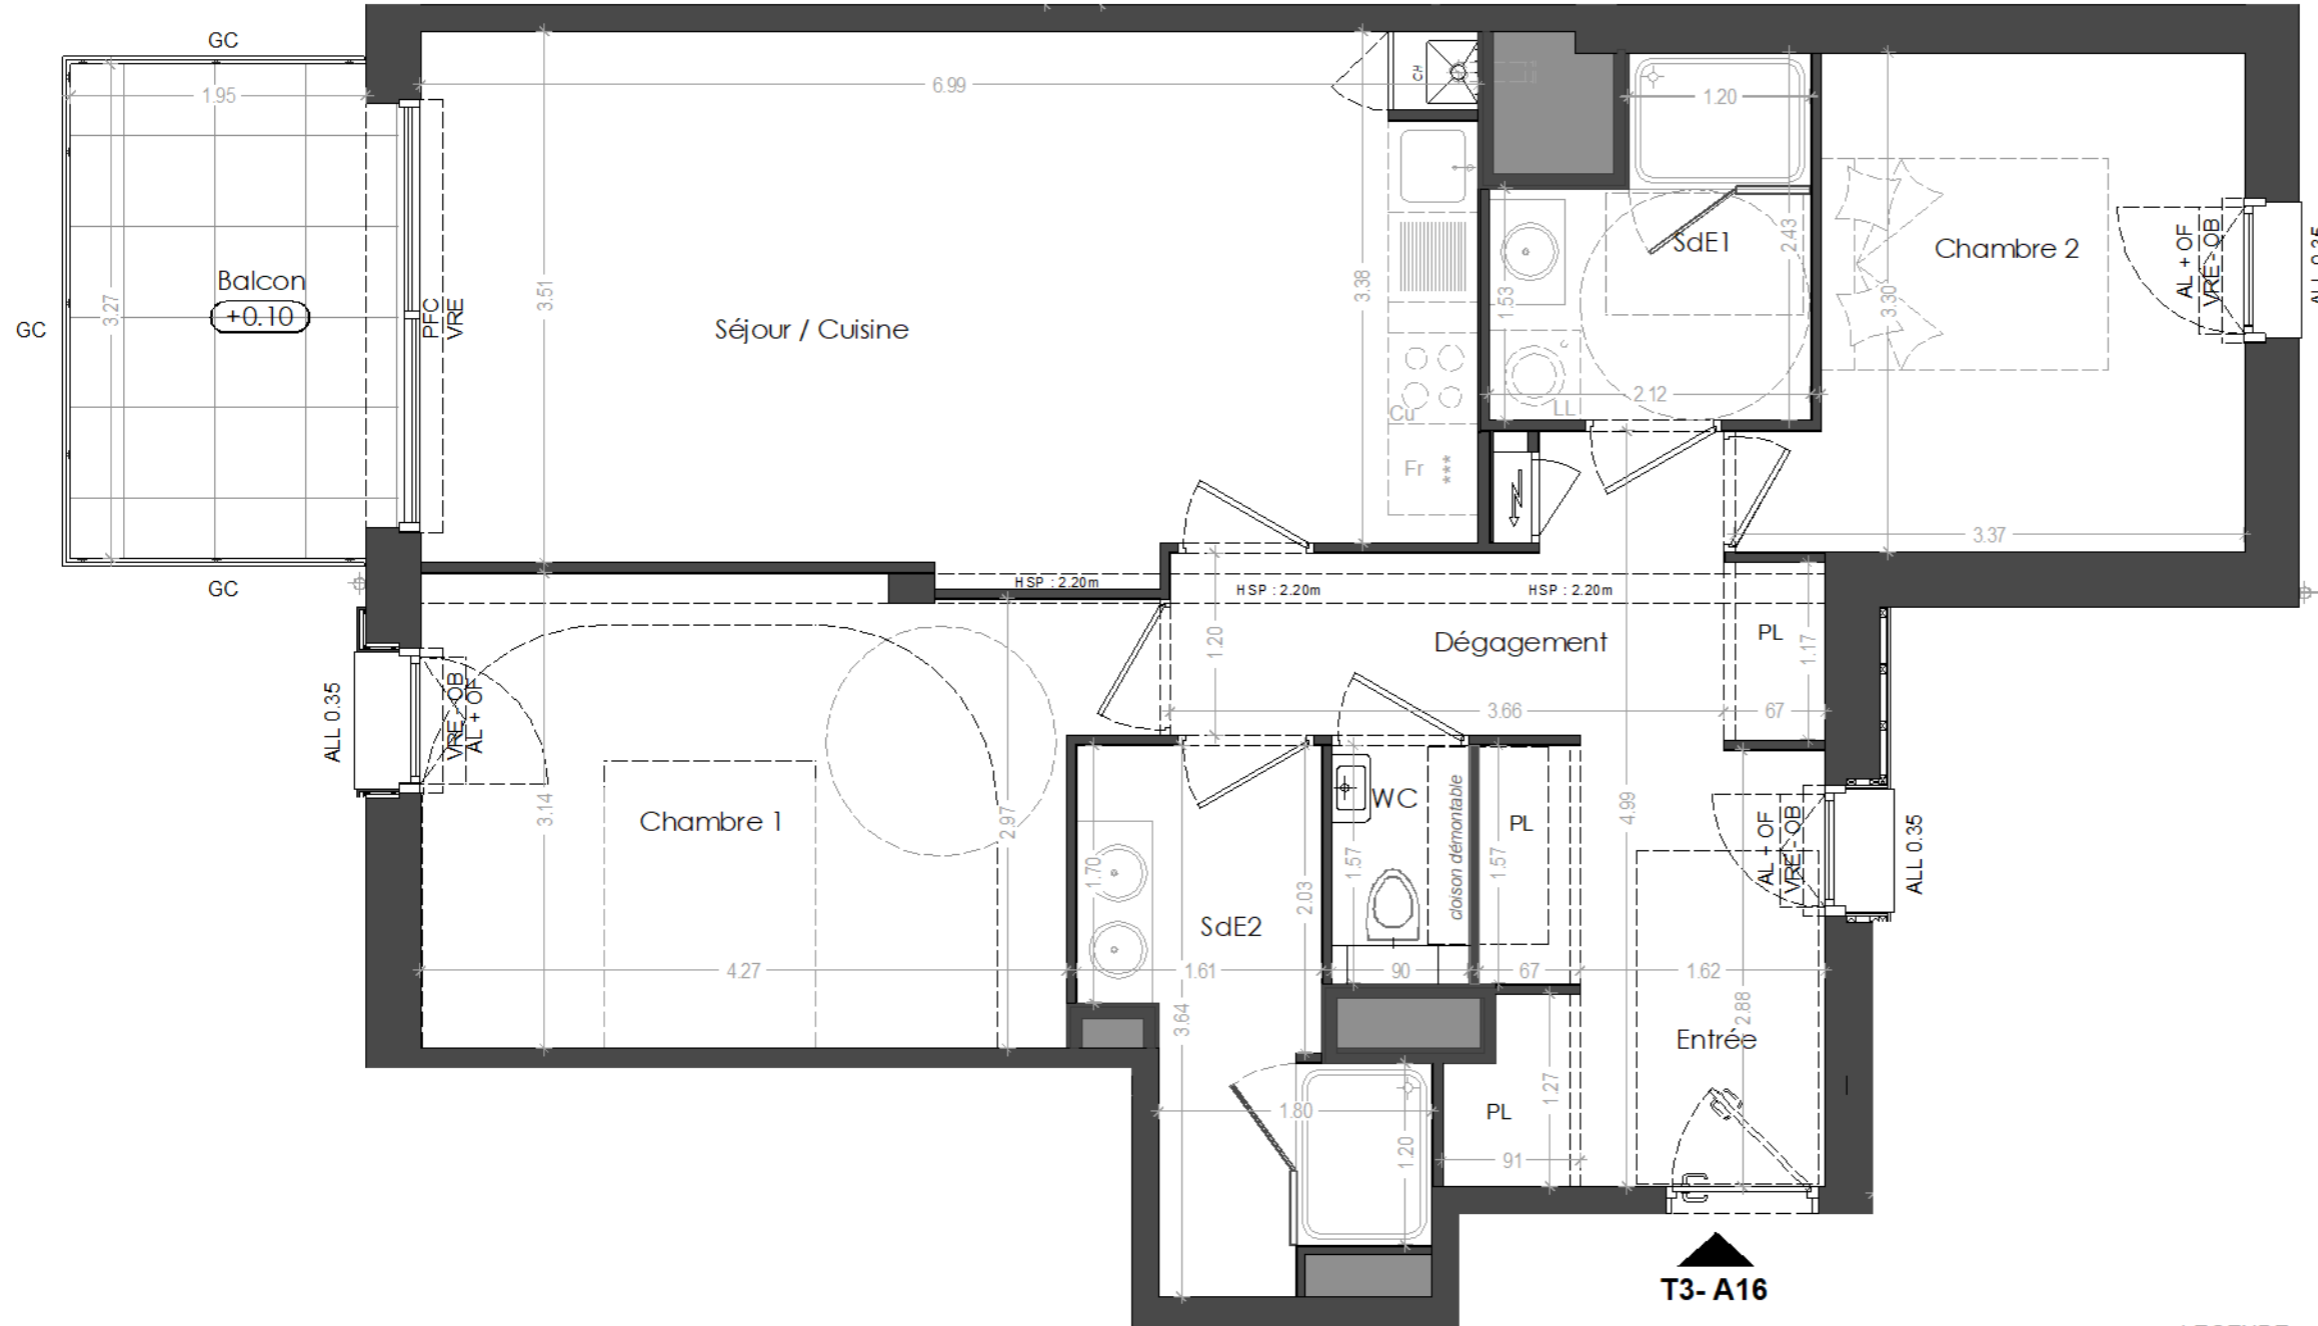 GC
1.95
6.99
CH
1.20
3.27
Balcon
+0.10
GC
PFC
VRE
3.51
Séjour / Cuisine
3.38
1.53
SdE1
2.43
3.30
Chambre 2
AL + OF
VRE - OB
ALL 0.35
2.12
Cu
LL
Fr
***
3.37
GC
HSP : 2.20m
HSP : 2.20m
HSP : 2.20m
1.20
Dégagement
PL
1.17
ALL 0.35
VRE - OB
AL + OF
3.66
67
3.14
Chambre 1
2.97
1.70
2.03
SdE2
1.57
WC
cloison démontable
1.57
PL
4.99
AL + OF
VRE - OB
ALL 0.35
4.27
1.61
90
67
1.62
3.64
2.88
Entrée
1.80
1.20
PL
1.27
91
T3- A16